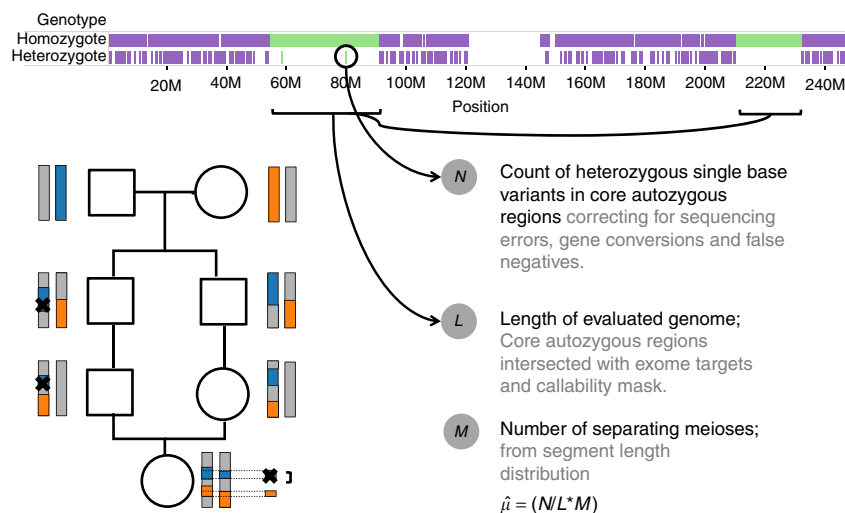 Genotype
Homozygote
Heterozygote
20M 40M 60M 80M 100M 120M 140M 160M 180M 200M 220M 240M
Position
N
Count of heterozygous single base
variants in core autozygous
regions correcting for sequencing
errors, gene conversions and false
negatives.
L
Length of evaluated genome;
Core autozygous regions
intersected with exome targets
and callability mask.
M
Number of separating meioses;
from segment length
distribution
μ̂ = (N/L*M)